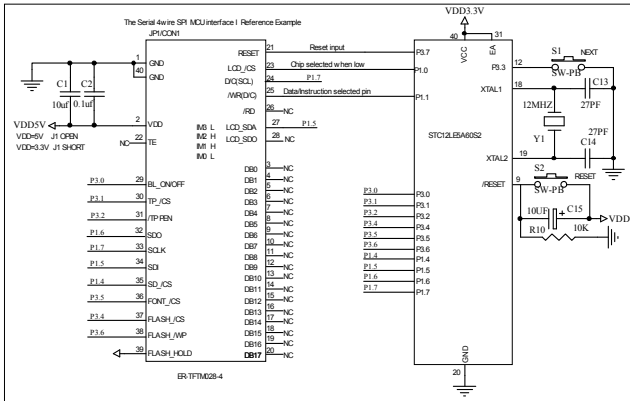 The Serial 4wire SPI MCU interface I Reference Example
JP1/CON1
VDD3.3V
1 GND
40 GND
C1 C2
10uf 0.1uf
VDD5V
VDD=5V J1 OPEN
VDD=3.3V J1 SHORT
2 VDD
NC 22 TE
P3.0 29 BL_ON/OFF
P3.1 30 TP_/CS
P3.2 31 /TP PEN
P1.6 32 SDO
P1.7 33 SCLK
P1.5 34 SDI
P1.4 35 SD_/CS
P3.5 36 FONT_/CS
P3.4 37 FLASH_/CS
P3.6 38 FLASH_/WP
39 FLASH_HOLD
ER-TFTM028-4
IM3 L
IM2 H
IM1 H
IM0 L
RESET 21 Reset input P3.7
LCD_/CS 23 Chip selected when low P1.0
D/C(SCL) 24 P1.7
/WR(D/C) 25 Data/Instruction selected pin P1.1
/RD 26 NC
LCD_SDA 27 P1.5
LCD_SDO 28 NC
DB0 3 NC
DB1 4 NC
DB2 5 NC
DB3 6 NC
DB4 7 NC
DB5 8 NC
DB6 9 NC
DB7 10 NC
DB8 11 NC
DB9 12 NC
DB10 13 NC
DB11 14 NC
DB12 15 NC
DB13 16 NC
DB14 17 NC
DB15 18 NC
DB16 19 NC
DB17 20 NC
40 31
VCC EA
STC12LE5A60S2
P3.0 P3.0
P3.1 P3.1
P3.2 P3.2
P3.4 P3.4
P3.5 P3.5
P3.6 P3.6
P1.4 P1.4
P1.5 P1.5
P1.6 P1.6
P1.7 P1.7
GND
20
P3.3 12
S1 NEXT
SW-PB
XTAL1 18
C13
27PF
12MHZ
Y1
27PF
C14
XTAL2 19
S2
/RESET 9 RESET
SW-PB
10UF C15
VDD
R10 10K